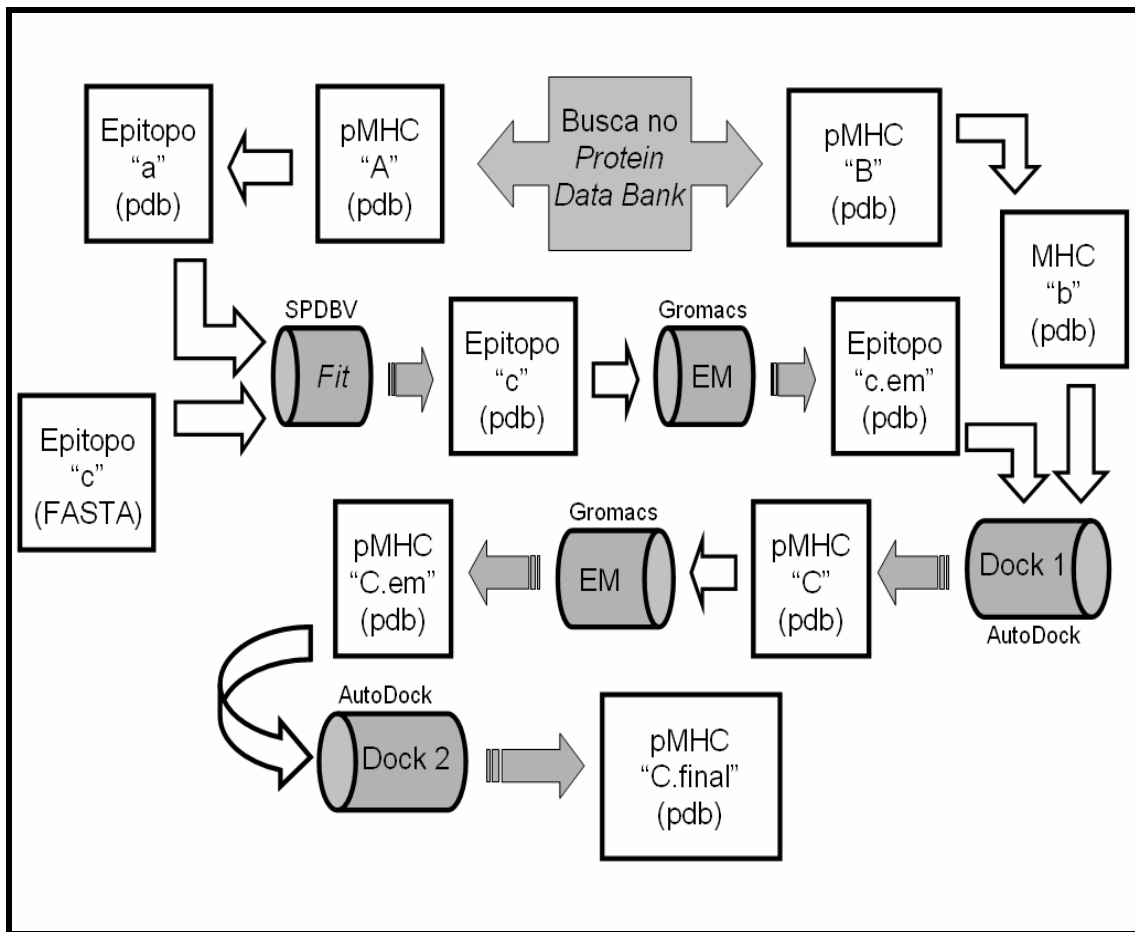 Epitopo
“a”
(pdb)
pMHC
“A”
(pdb)
Busca no
Protein
Data Bank
pMHC
“B”
(pdb)
MHC
“b”
(pdb)
SPDBV
Fit
Epitopo
“c”
(pdb)
Gromacs
EM
Epitopo
“c.em”
(pdb)
Epitopo
“c”
(FASTA)
Dock 1
AutoDock
pMHC
“C”
(pdb)
Gromacs
EM
pMHC
“C.em”
(pdb)
AutoDock
Dock 2
pMHC
“C.final”
(pdb)